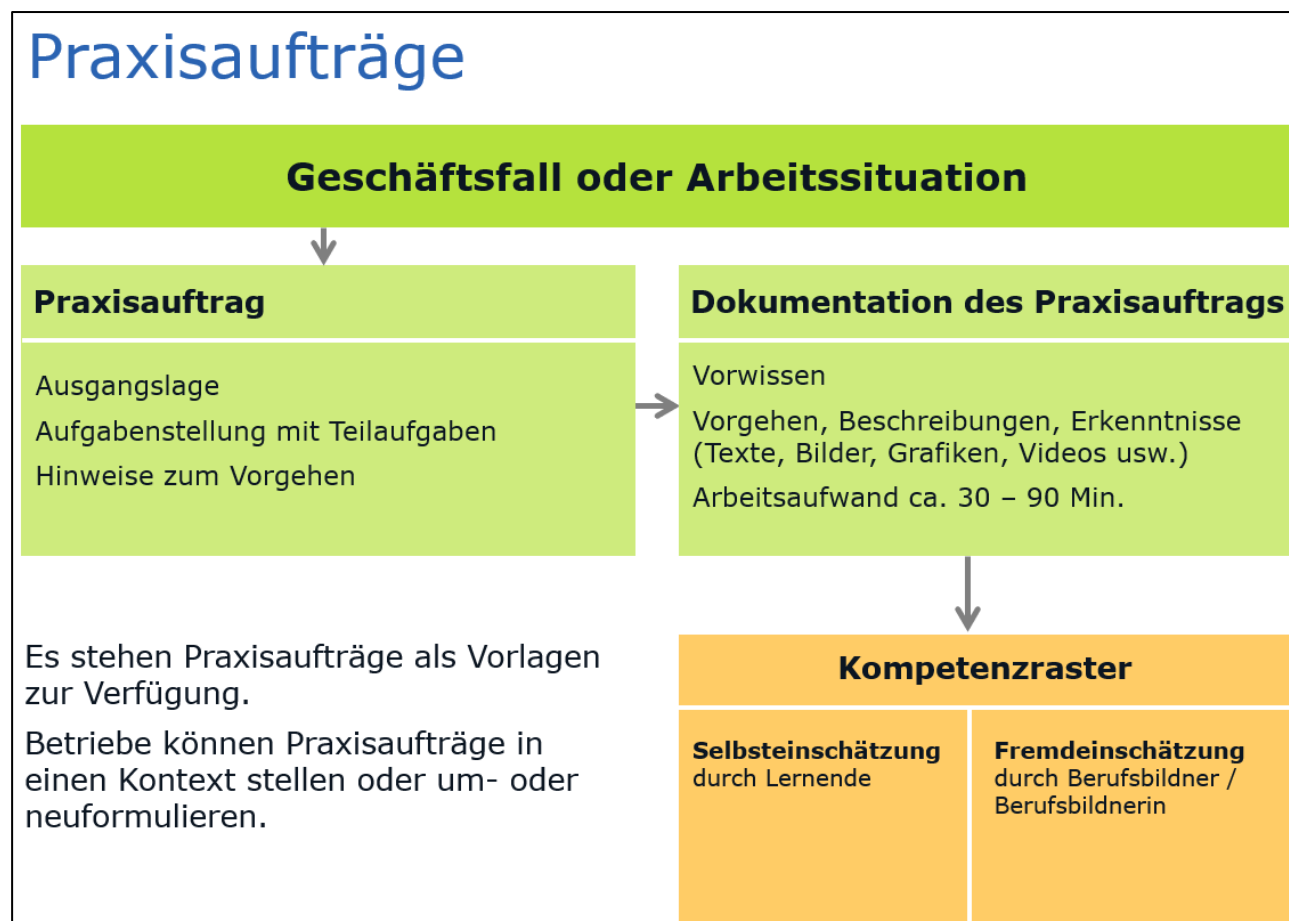 Praxisaufträge
Geschäftsfall oder Arbeitssituation
Praxisauftrag
Ausgangslage
Aufgabenstellung mit Teilaufgaben
Hinweise zum Vorgehen
Dokumentation des Praxisauftrags
Vorwissen
Vorgehen, Beschreibungen, Erkenntnisse
(Texte, Bilder, Grafiken, Videos usw.)
Arbeitsaufwand ca. 30 – 90 Min.
Es stehen Praxisaufträge als Vorlagen
zur Verfügung.
Betriebe können Praxisaufträge in
einen Kontext stellen oder um- oder
neuformulieren.
Kompetenzraster
Selbsteinschätzung
durch Lernende
Fremdeinschätzung
durch Berufsbildner /
Berufsbildnerin